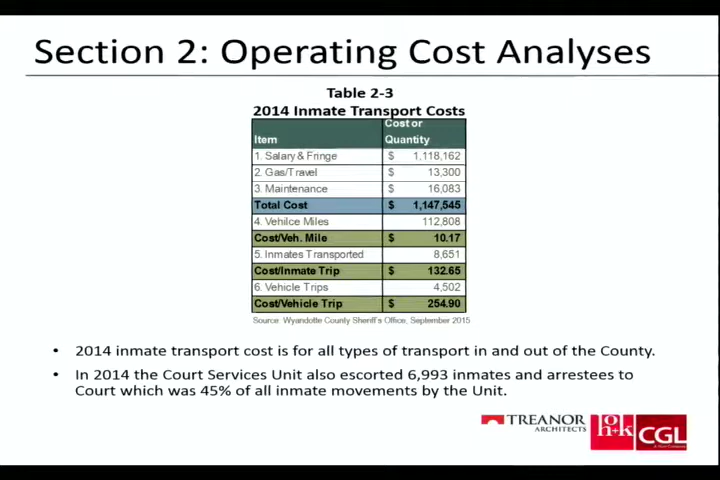 Section 2: Operating Cost Analyses
Table 2-3
2014 Inmate Transport Costs
Item Cost or Quantity
1. Salary & Fringe $ 1,118,162
2. Gas/Travel $ 13,300
3. Maintenance $ 16,083
Total Cost $ 1,147,545
4. Vehilce Miles 112,808
Cost/Veh. Mile $ 10.17
5. Inmates Transported 8,651
Cost/Inmate Trip $ 132.65
6. Vehicle Trips 4,502
Cost/Vehicle Trip $ 254.90
Source: Wyandotte County Sheriff's Office, September 2015
• 2014 inmate transport cost is for all types of transport in and out of the County.
• In 2014 the Court Services Unit also escorted 6,993 inmates and arrestees to
Court which was 45% of all inmate movements by the Unit.
TREANOR
ARCHITECTS
ho+k
CGL